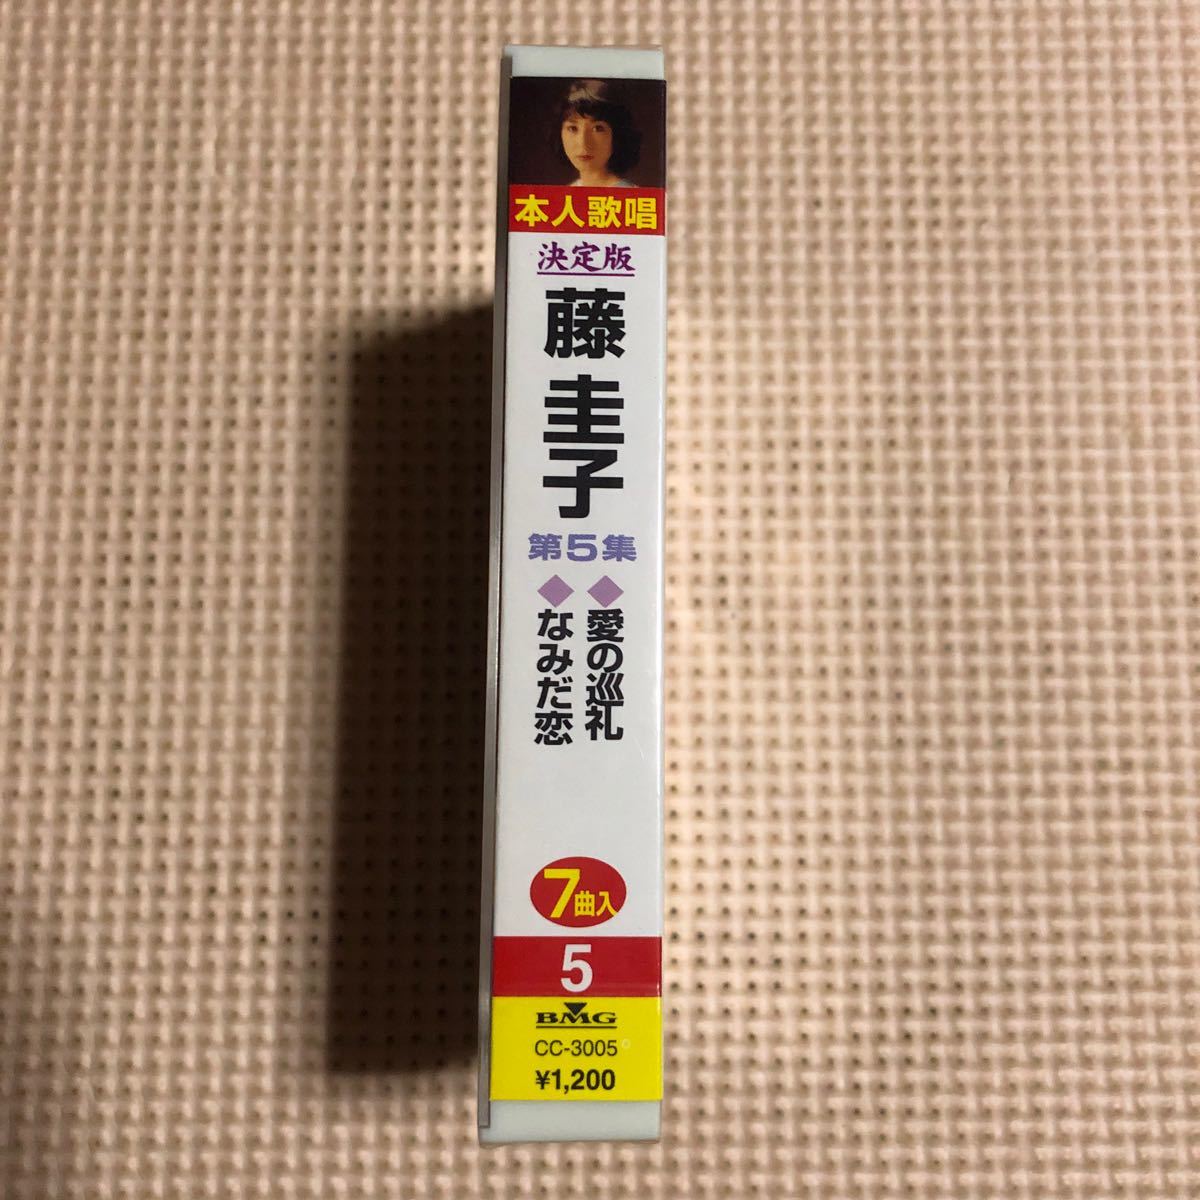 本人歌唱
決定版
藤 圭子
第5集
◆愛の巡礼
◆なみだ恋
7曲入
5
BMG
CC-3005
¥1,200